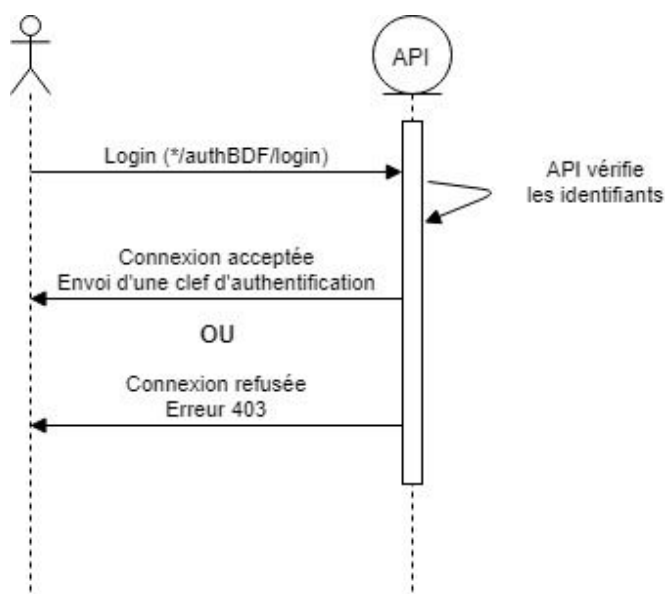 API
Login (*/authBDF/login)
API vérifie
les identifiants
Connexion acceptée
Envoi d'une clef d'authentification
OU
Connexion refusée
Erreur 403